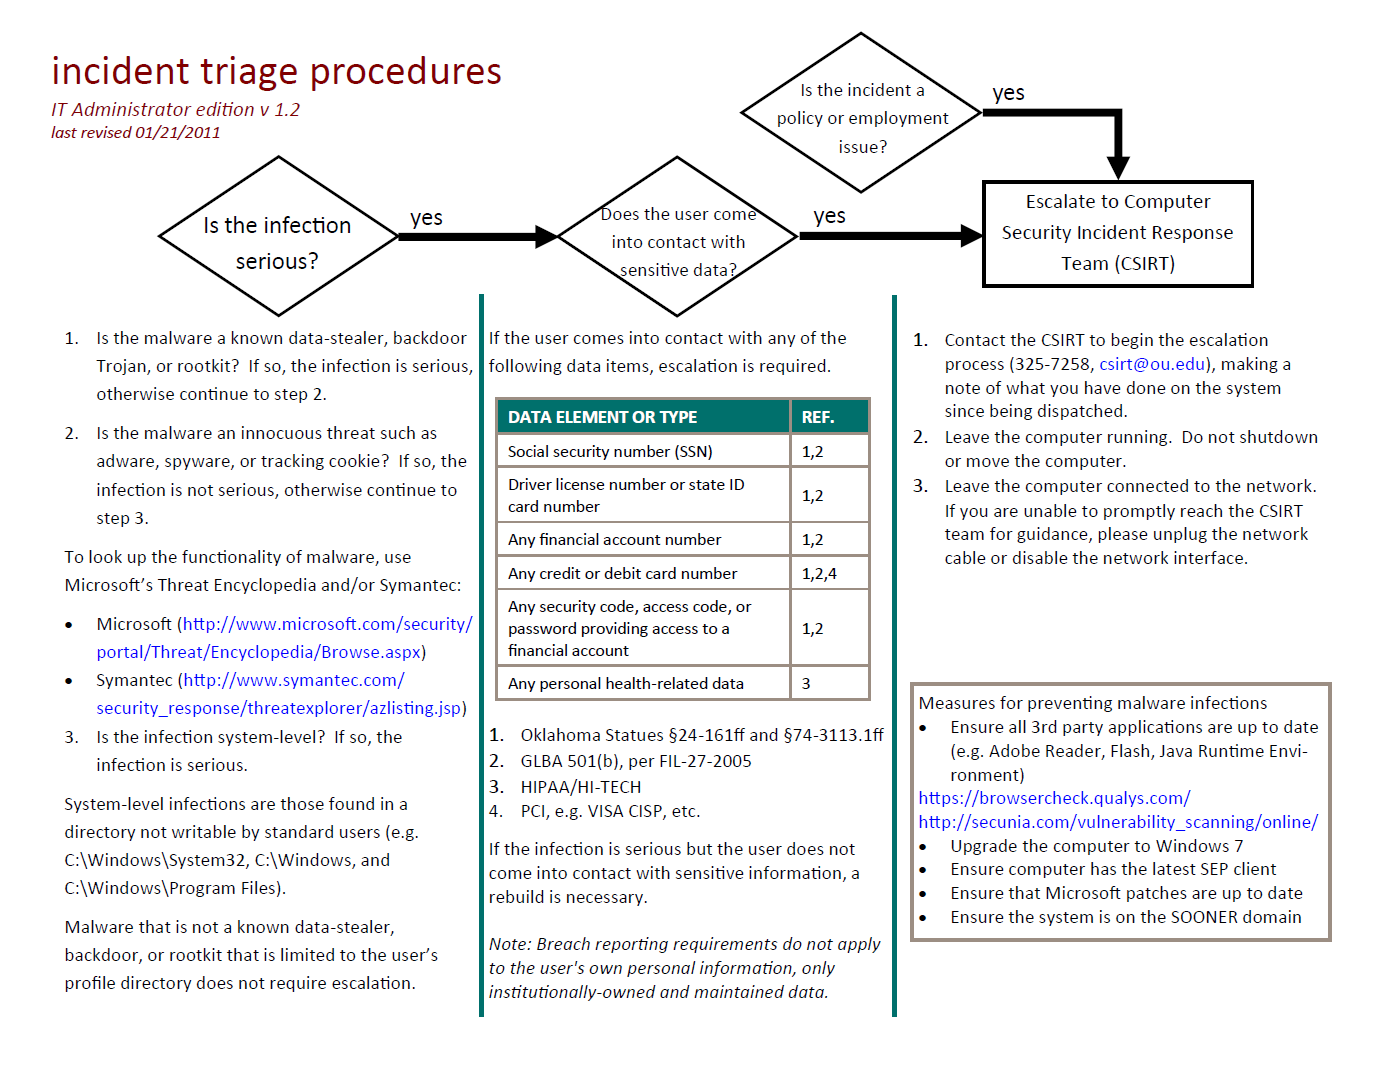 incident triage procedures
IT Administrator edition v 1.2
last revised 01/21/2011
Is the incident a
policy or employment
issue?
yes
Is the infection
serious?
yes
Does the user come
into contact with
sensitive data?
yes
Escalate to Computer
Security Incident Response
Team (CSIRT)
1. Is the malware a known data-stealer, backdoor
Trojan, or rootkit? If so, the infection is serious,
otherwise continue to step 2.
2. Is the malware an innocuous threat such as
adware, spyware, or tracking cookie? If so, the
infection is not serious, otherwise continue to
step 3.
To look up the functionality of malware, use
Microsoft's Threat Encyclopedia and/or Symantec:
• Microsoft (http://www.microsoft.com/security/
portal/Threat/Encyclopedia/Browse.aspx)
• Symantec (http://www.symantec.com/
security_response/threatexplorer/azlisting.jsp)
3. Is the infection system-level? If so, the
infection is serious.
System-level infections are those found in a
directory not writable by standard users (e.g.
C:\Windows\System32, C:\Windows, and
C:\Windows\Program Files).
Malware that is not a known data-stealer,
backdoor, or rootkit that is limited to the user's
profile directory does not require escalation.
If the user comes into contact with any of the
following data items, escalation is required.
DATA ELEMENT OR TYPE REF.
Social security number (SSN) 1,2
Driver license number or state ID
card number 1,2
Any financial account number 1,2
Any credit or debit card number 1,2,4
Any security code, access code, or
password providing access to a 1,2
financial account
Any personal health-related data 3
1. Oklahoma Statues §24-161ff and §74-3113.1ff
2. GLBA 501(b), per FIL-27-2005
3. HIPAA/HI-TECH
4. PCI, e.g. VISA CISP, etc.
If the infection is serious but the user does not
come into contact with sensitive information, a
rebuild is necessary.
Note: Breach reporting requirements do not apply
to the user's own personal information, only
institutionally-owned and maintained data.
1. Contact the CSIRT to begin the escalation
process (325-7258, csirt@ou.edu), making a
note of what you have done on the system
since being dispatched.
2. Leave the computer running. Do not shutdown
or move the computer.
3. Leave the computer connected to the network.
If you are unable to promptly reach the CSIRT
team for guidance, please unplug the network
cable or disable the network interface.
Measures for preventing malware infections
• Ensure all 3rd party applications are up to date
(e.g. Adobe Reader, Flash, Java Runtime Envi-
ronment)
https://browsercheck.qualys.com/
http://secunia.com/vulnerability_scanning/online/
• Upgrade the computer to Windows 7
• Ensure computer has the latest SEP client
• Ensure that Microsoft patches are up to date
• Ensure the system is on the SOONER domain